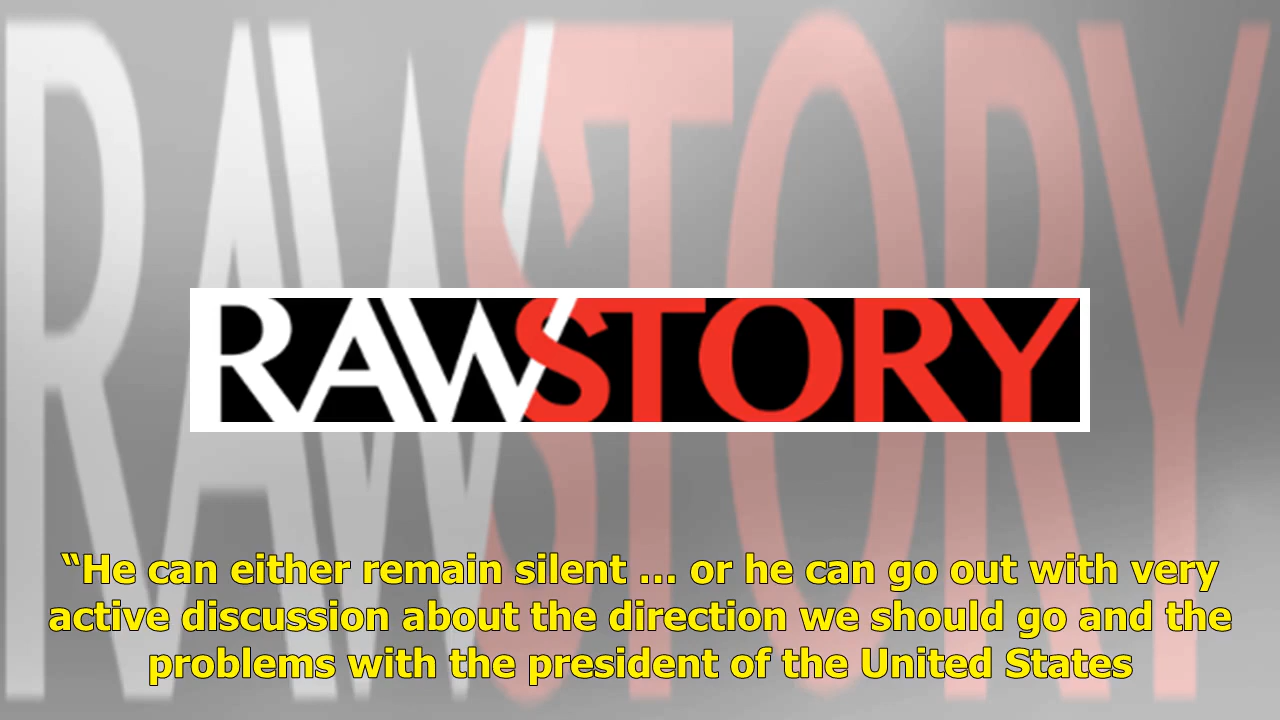 RAWSTORY
RAWSTORY
“He can either remain silent ... or he can go out with very
active discussion about the direction we should go and the
problems with the president of the United States